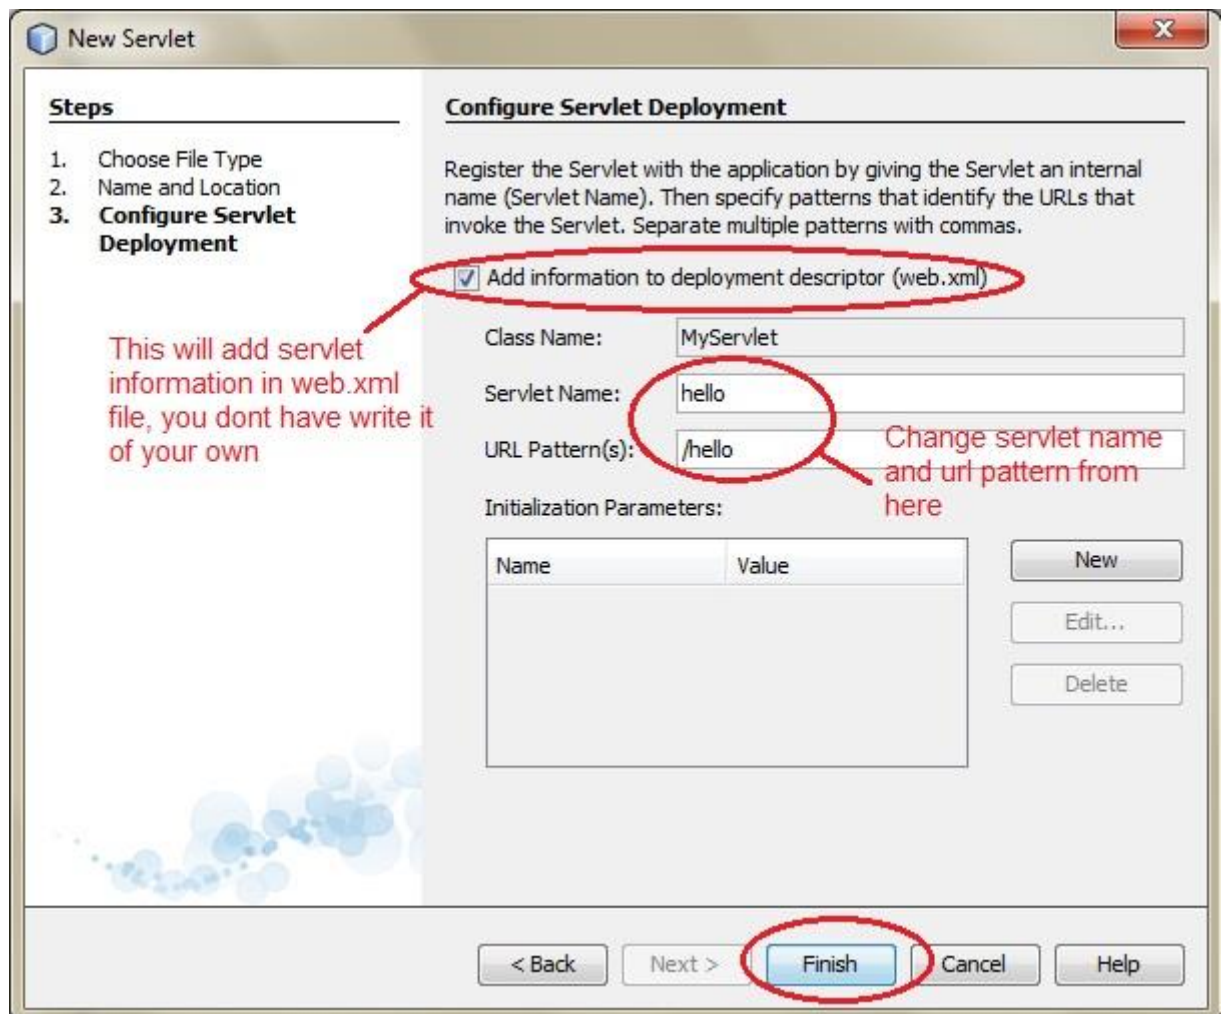 New Servlet
Steps
1. Choose File Type
2. Name and Location
3. Configure Servlet
Deployment
Configure Servlet Deployment
Register the Servlet with the application by giving the Servlet an internal
name (Servlet Name). Then specify patterns that identify the URLs that
invoke the Servlet. Separate multiple patterns with commas.
Add information to deployment descriptor (web.xml)
This will add servlet
information in web.xml
file, you dont have write it
of your own
Class Name: MyServlet
Servlet Name: hello
URL Pattern(s): /hello
Change servlet name
and url pattern from
here
Initialization Parameters:
Name Value
New
Edit...
Delete
< Back Next > Finish Cancel Help